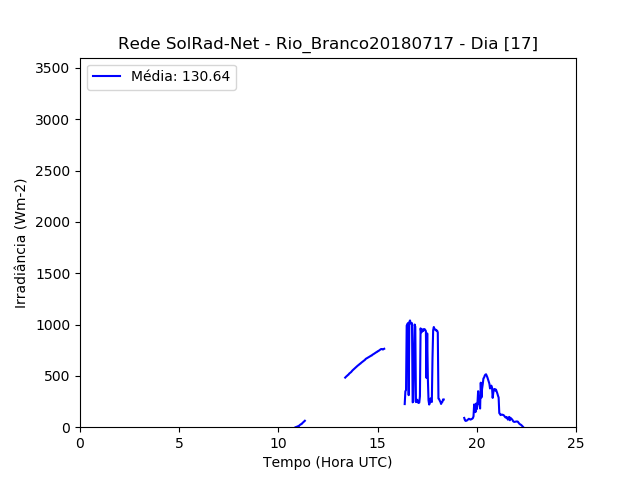 Rede SolRad-Net - Rio_Branco20180717 - Dia [17]
Média: 130.64
Irradiância (Wm-2)
3500
3000
2500
2000
1500
1000
500
0
0 5 10 15 20 25
Tempo (Hora UTC)